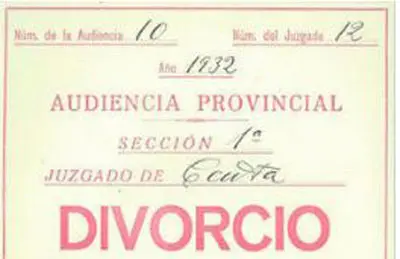 Núm. de la Audiencia 10 Núm. del Juzgado 12
Año 1932
AUDIENCIA PROVINCIAL
SECCIÓN 1ª
JUZGADO DE Ceuta
DIVORCIO